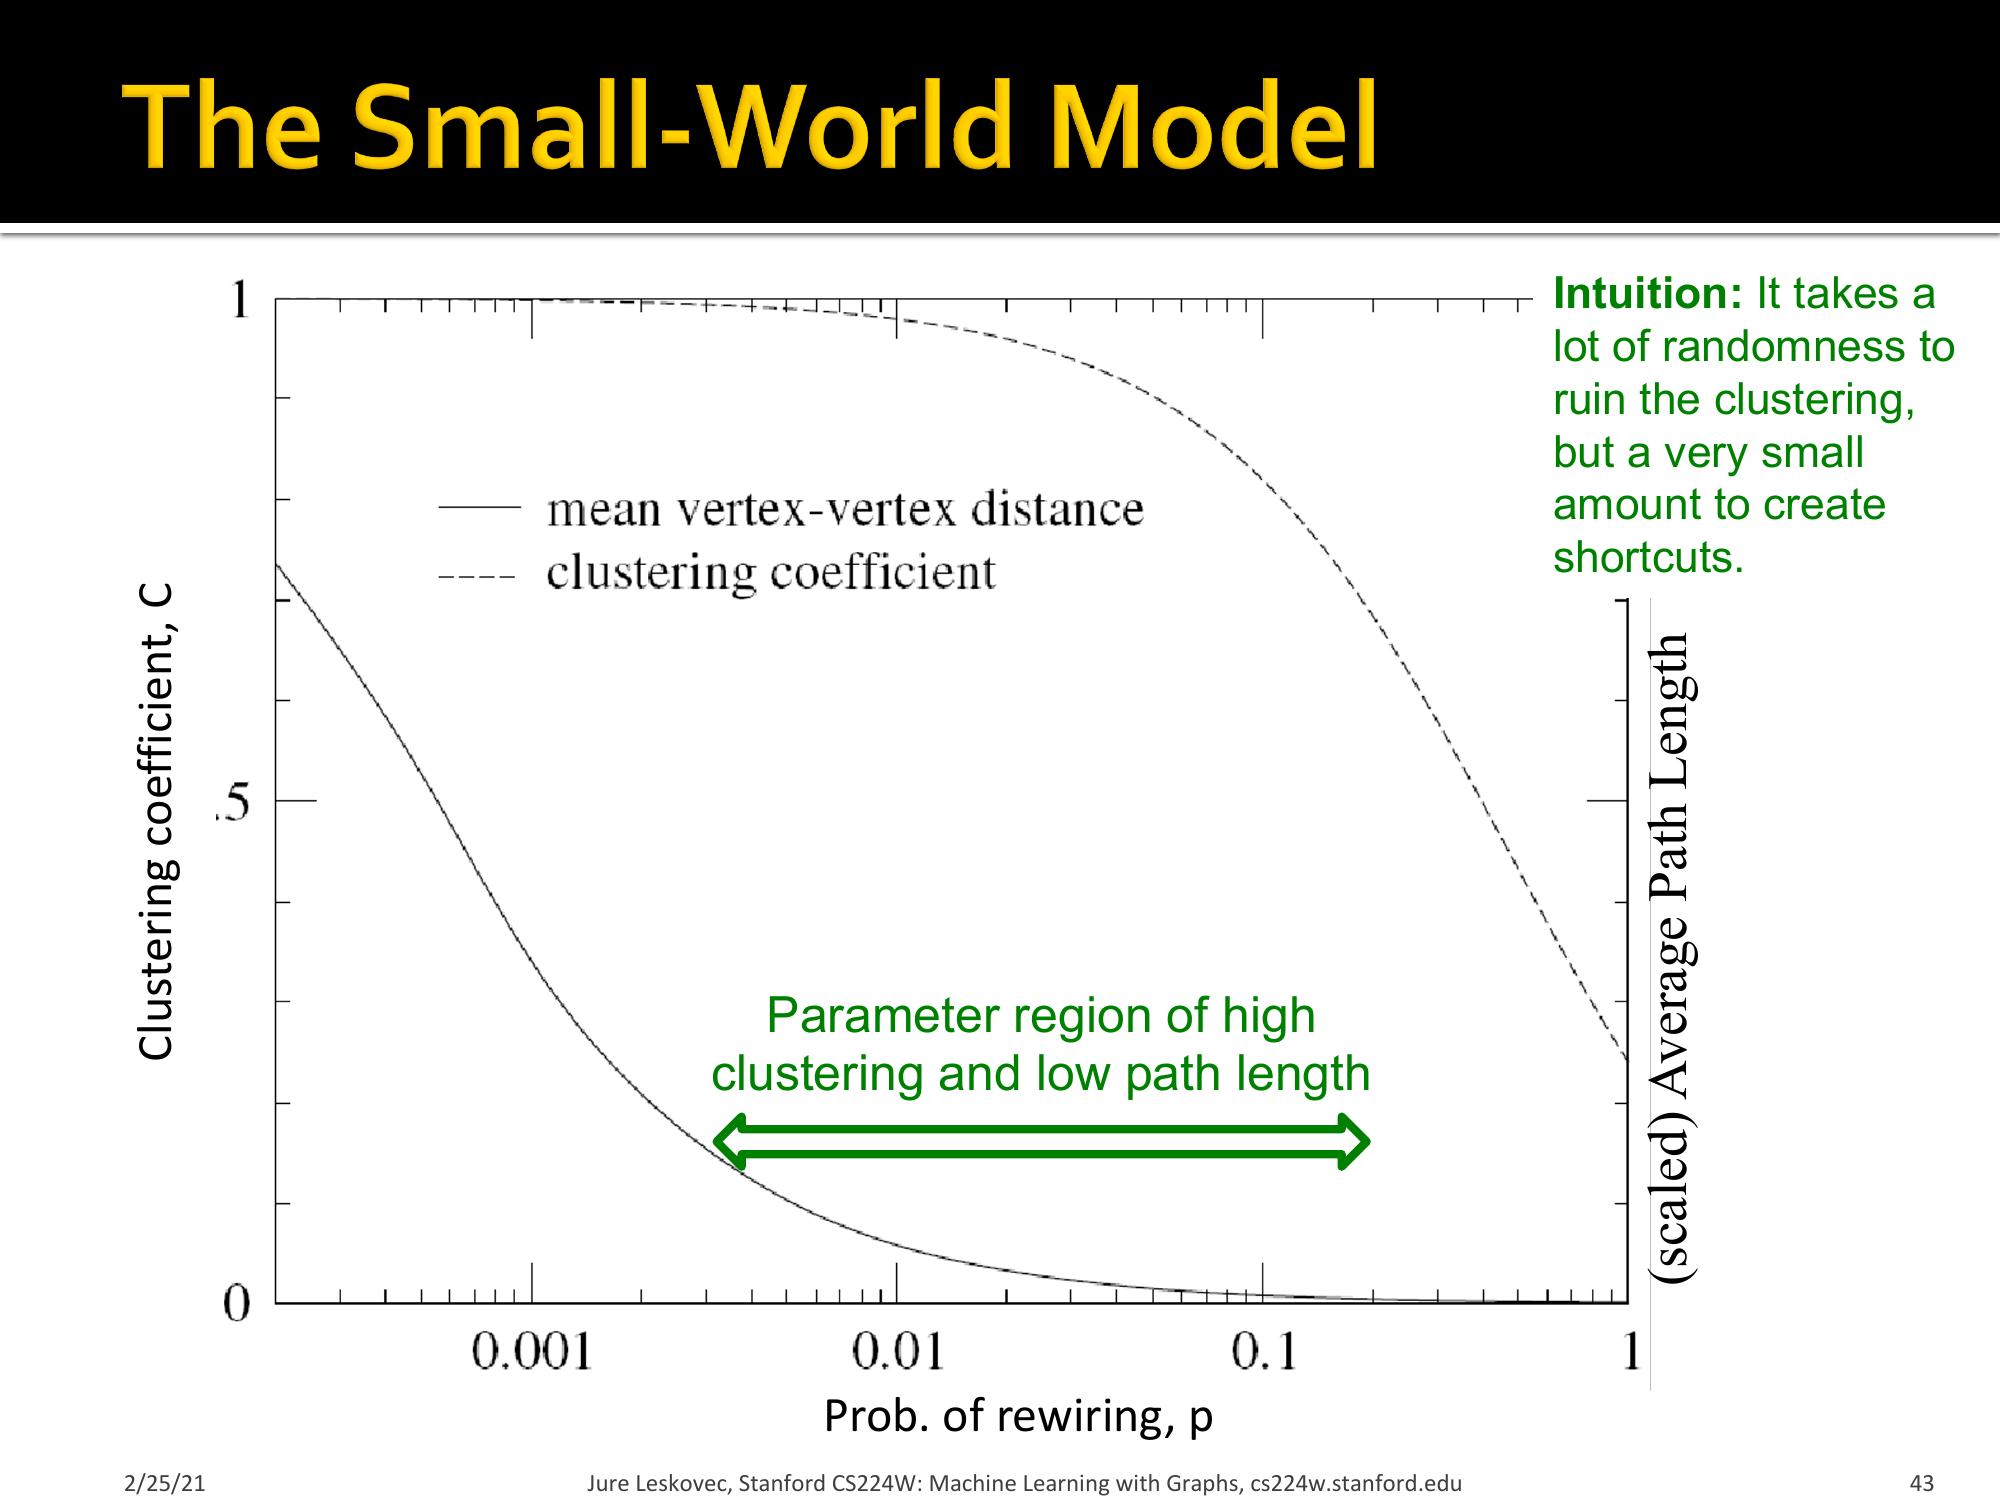 The Small-World Model
1
Intuition: It takes a
lot of randomness to
ruin the clustering,
but a very small
amount to create
shortcuts.
mean vertex-vertex distance
clustering coefficient
Clustering coefficient, C
.5
(scaled) Average Path Length
Parameter region of high
clustering and low path length
0
0.001 0.01 0.1 1
Prob. of rewiring, p
2/25/21
Jure Leskovec, Stanford CS224W: Machine Learning with Graphs, cs224w.stanford.edu
43